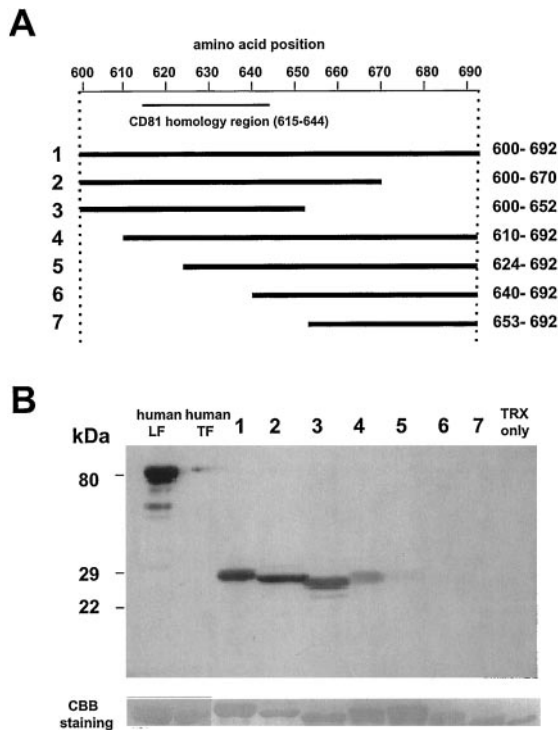 A
amino acid position
600 610 620 630 640 650 660 670 680 690
CD81 homology region (615-644)
1 600- 692
2 600- 670
3 600- 652
4 610- 692
5 624- 692
6 640- 692
7 653- 692
B
human human TRX
kDa LF TF 1 2 3 4 5 6 7 only
80
29
22
CBB
staining